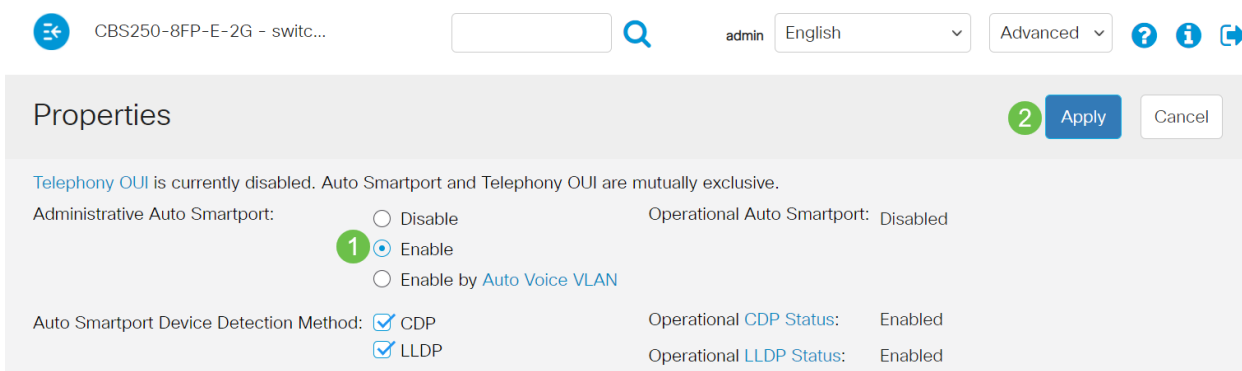 CBS250-8FP-E-2G - switc...
admin
English
Advanced
Properties
2
Apply
Cancel
Telephony OUI is currently disabled. Auto Smartport and Telephony OUI are mutually exclusive.
Administrative Auto Smartport:
Disable
Operational Auto Smartport:
Disabled
1
Enable
Enable by Auto Voice VLAN
Auto Smartport Device Detection Method:
CDP
Operational CDP Status:
Enabled
LLDP
Operational LLDP Status:
Enabled